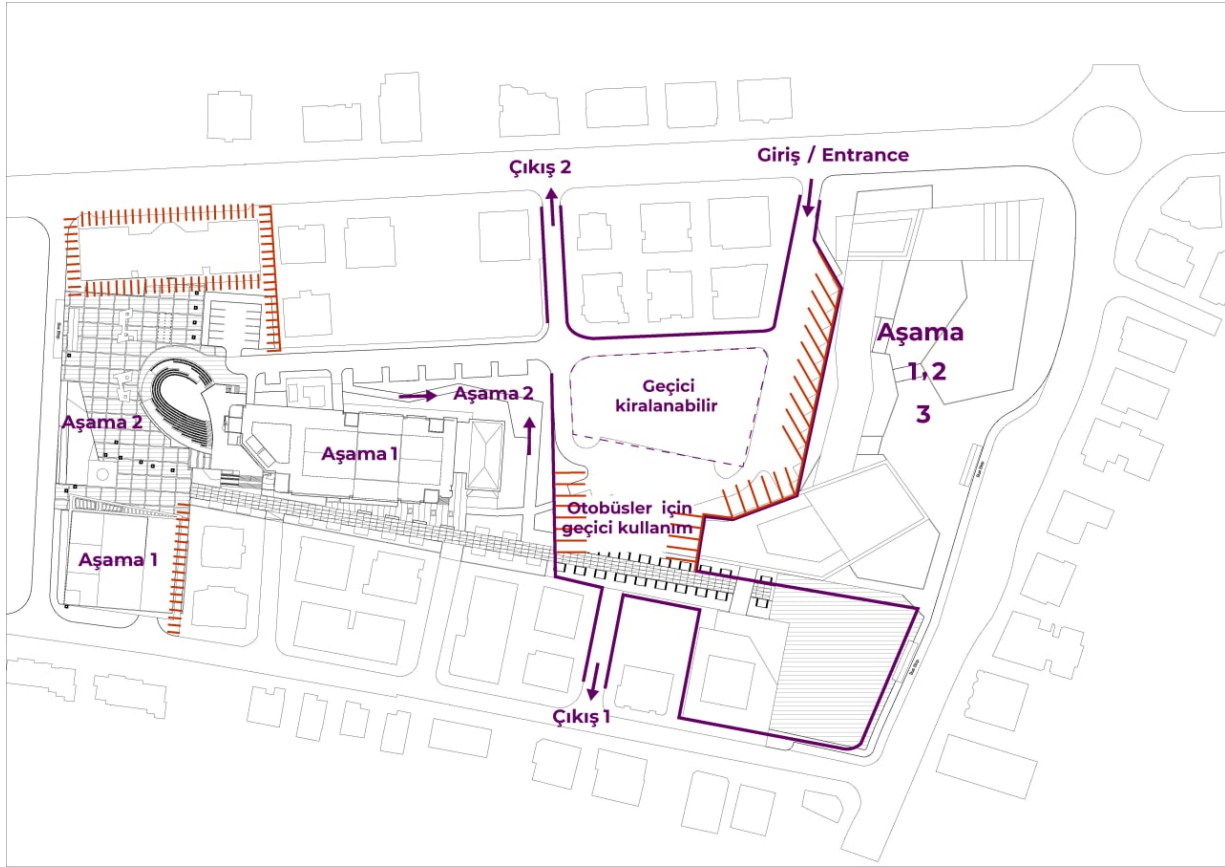 Giriş / Entrance
Çıkış 2
Aşama
1,2
3
Geçici
kiralanabilir
Aşama 2
Aşama 2
Aşama 1
Otobüsler için
geçici kullanım
Aşama 1
Çıkış 1